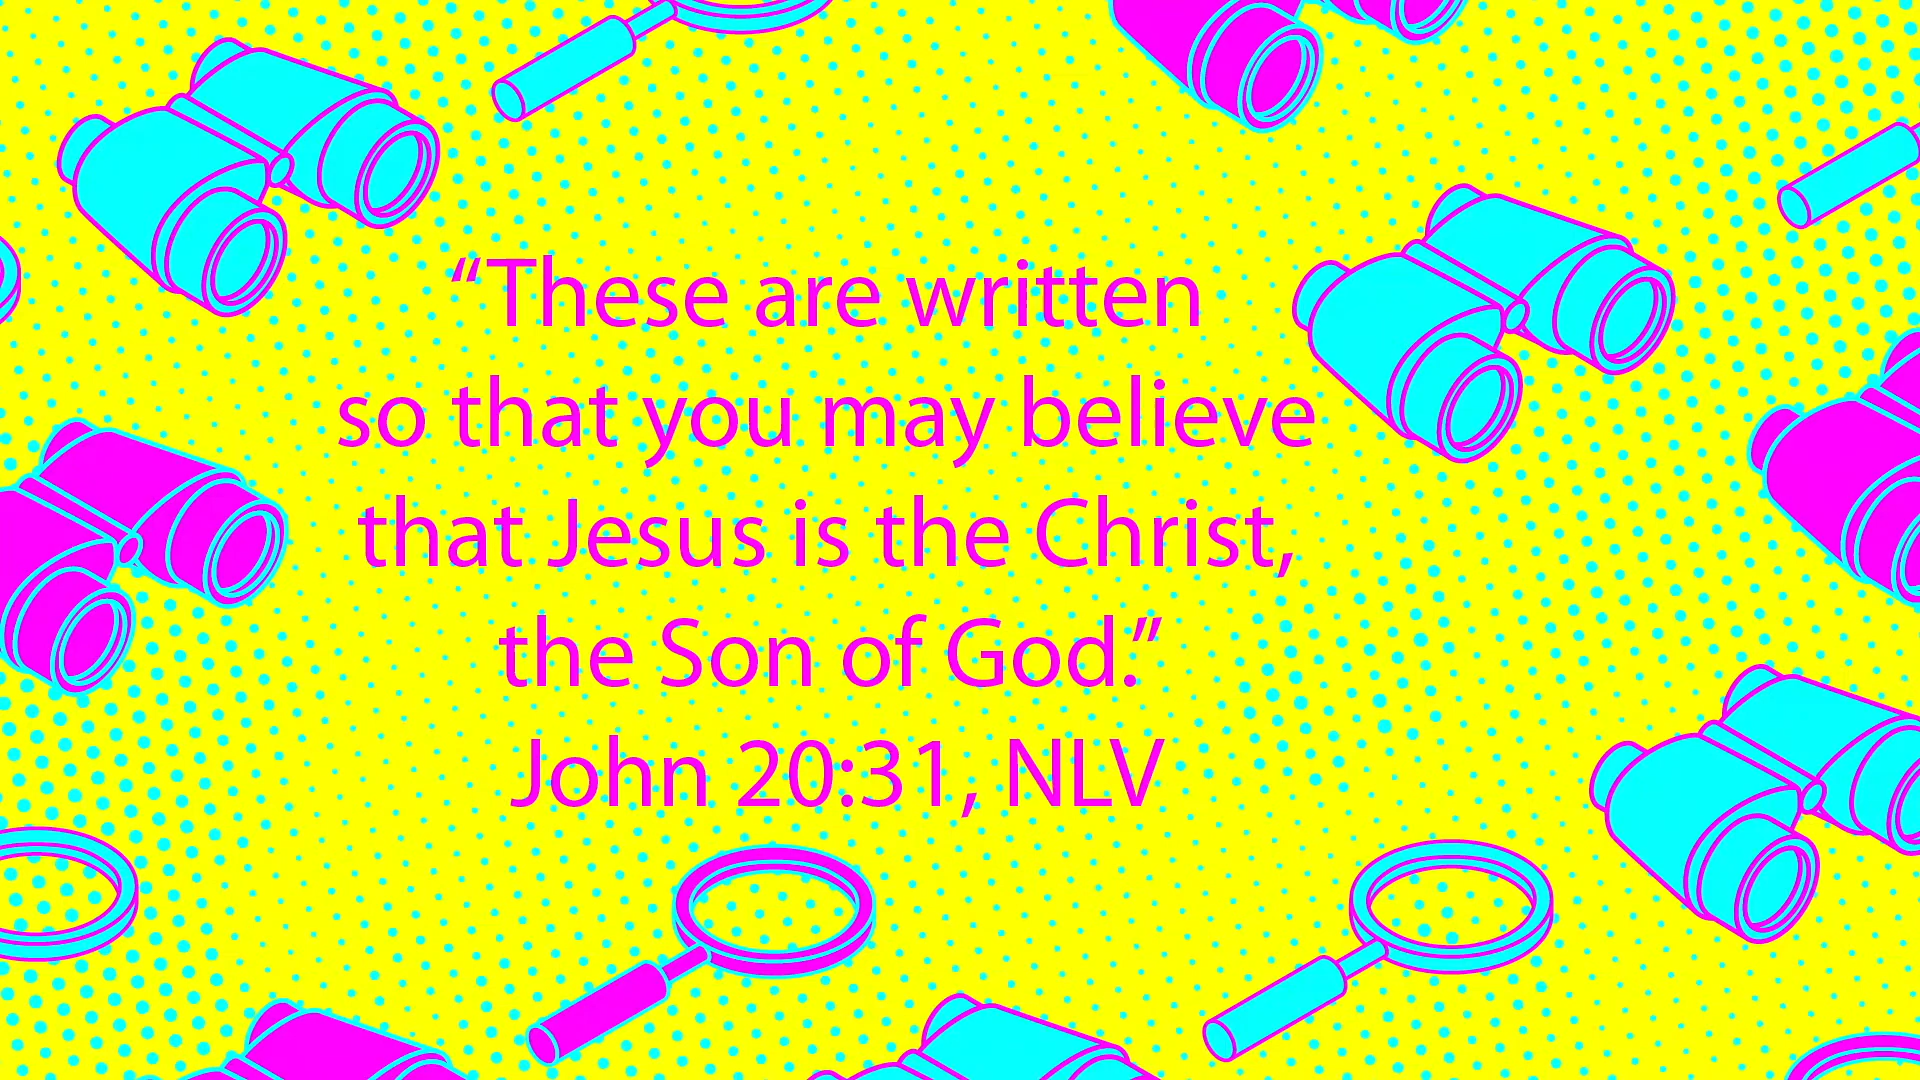 “These are written
so that you may believe
that Jesus is the Christ,
the Son of God.”
John 20:31, NLV